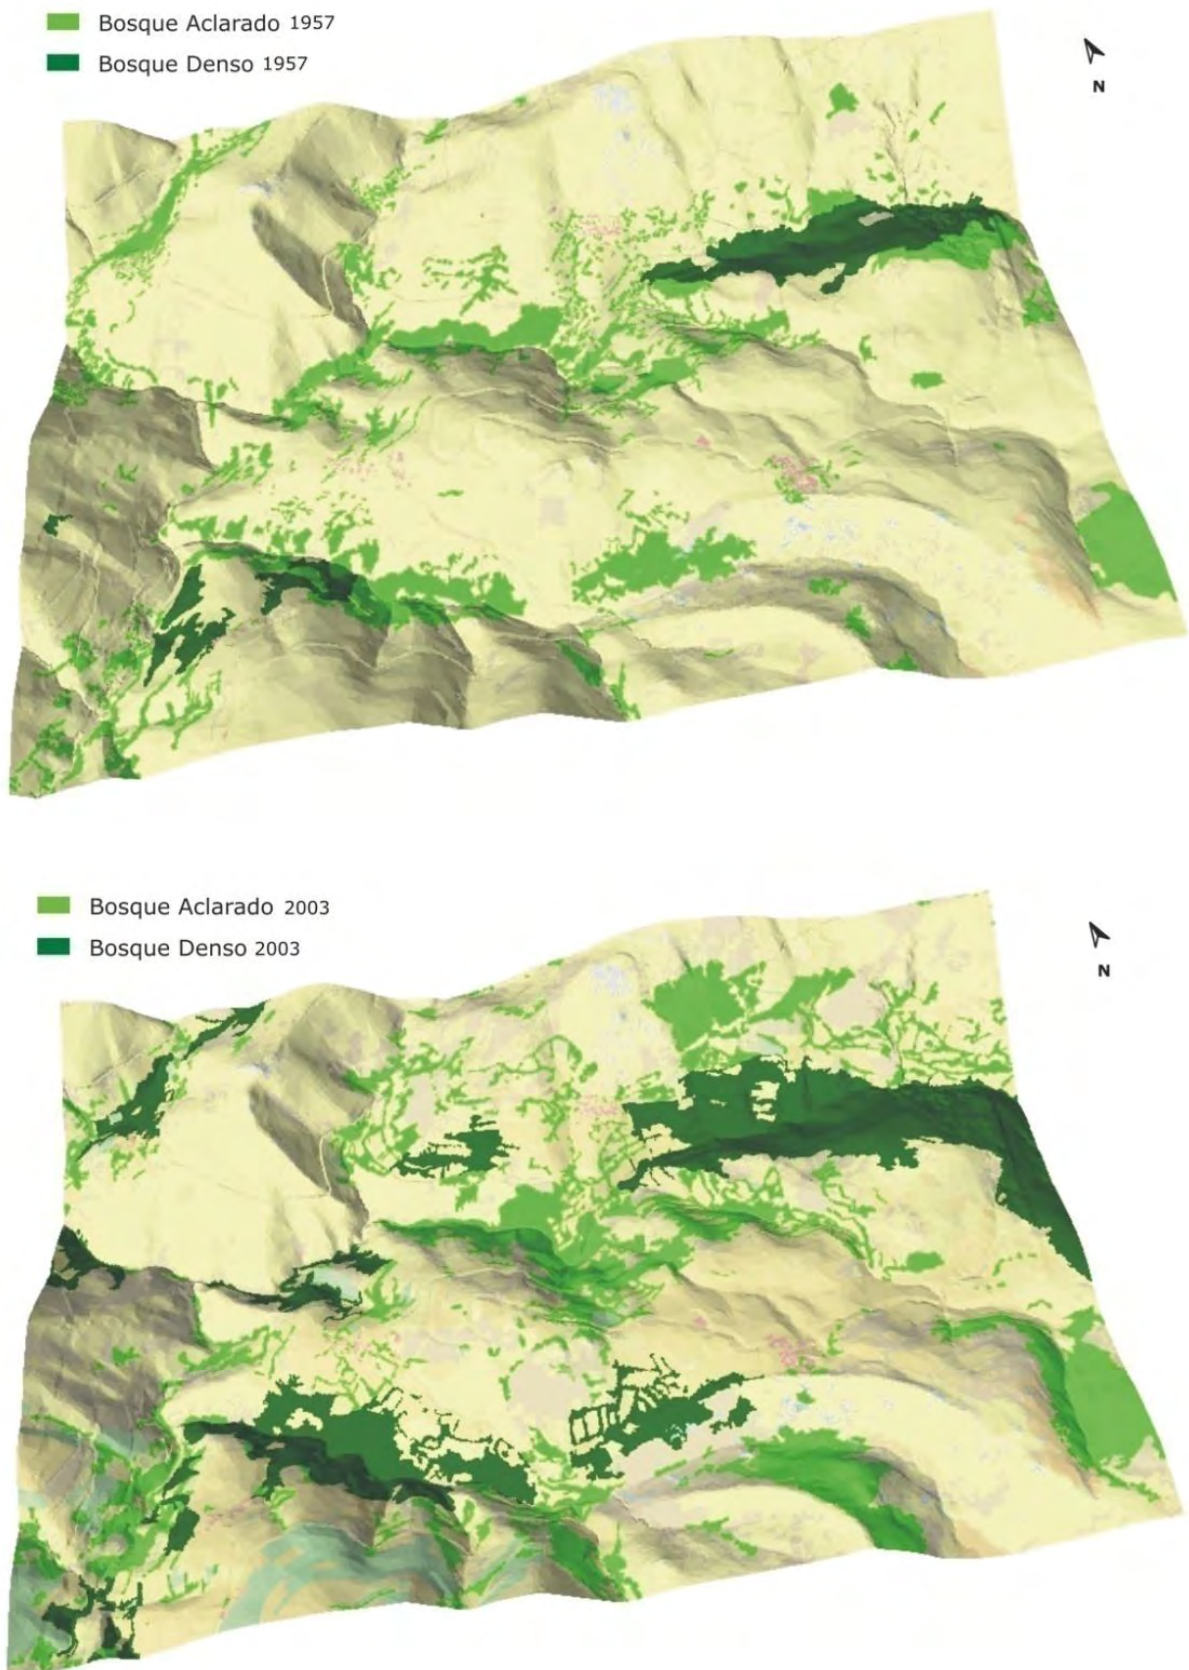 Bosque Aclarado 1957
Bosque Denso 1957
N
Bosque Aclarado 2003
Bosque Denso 2003
N